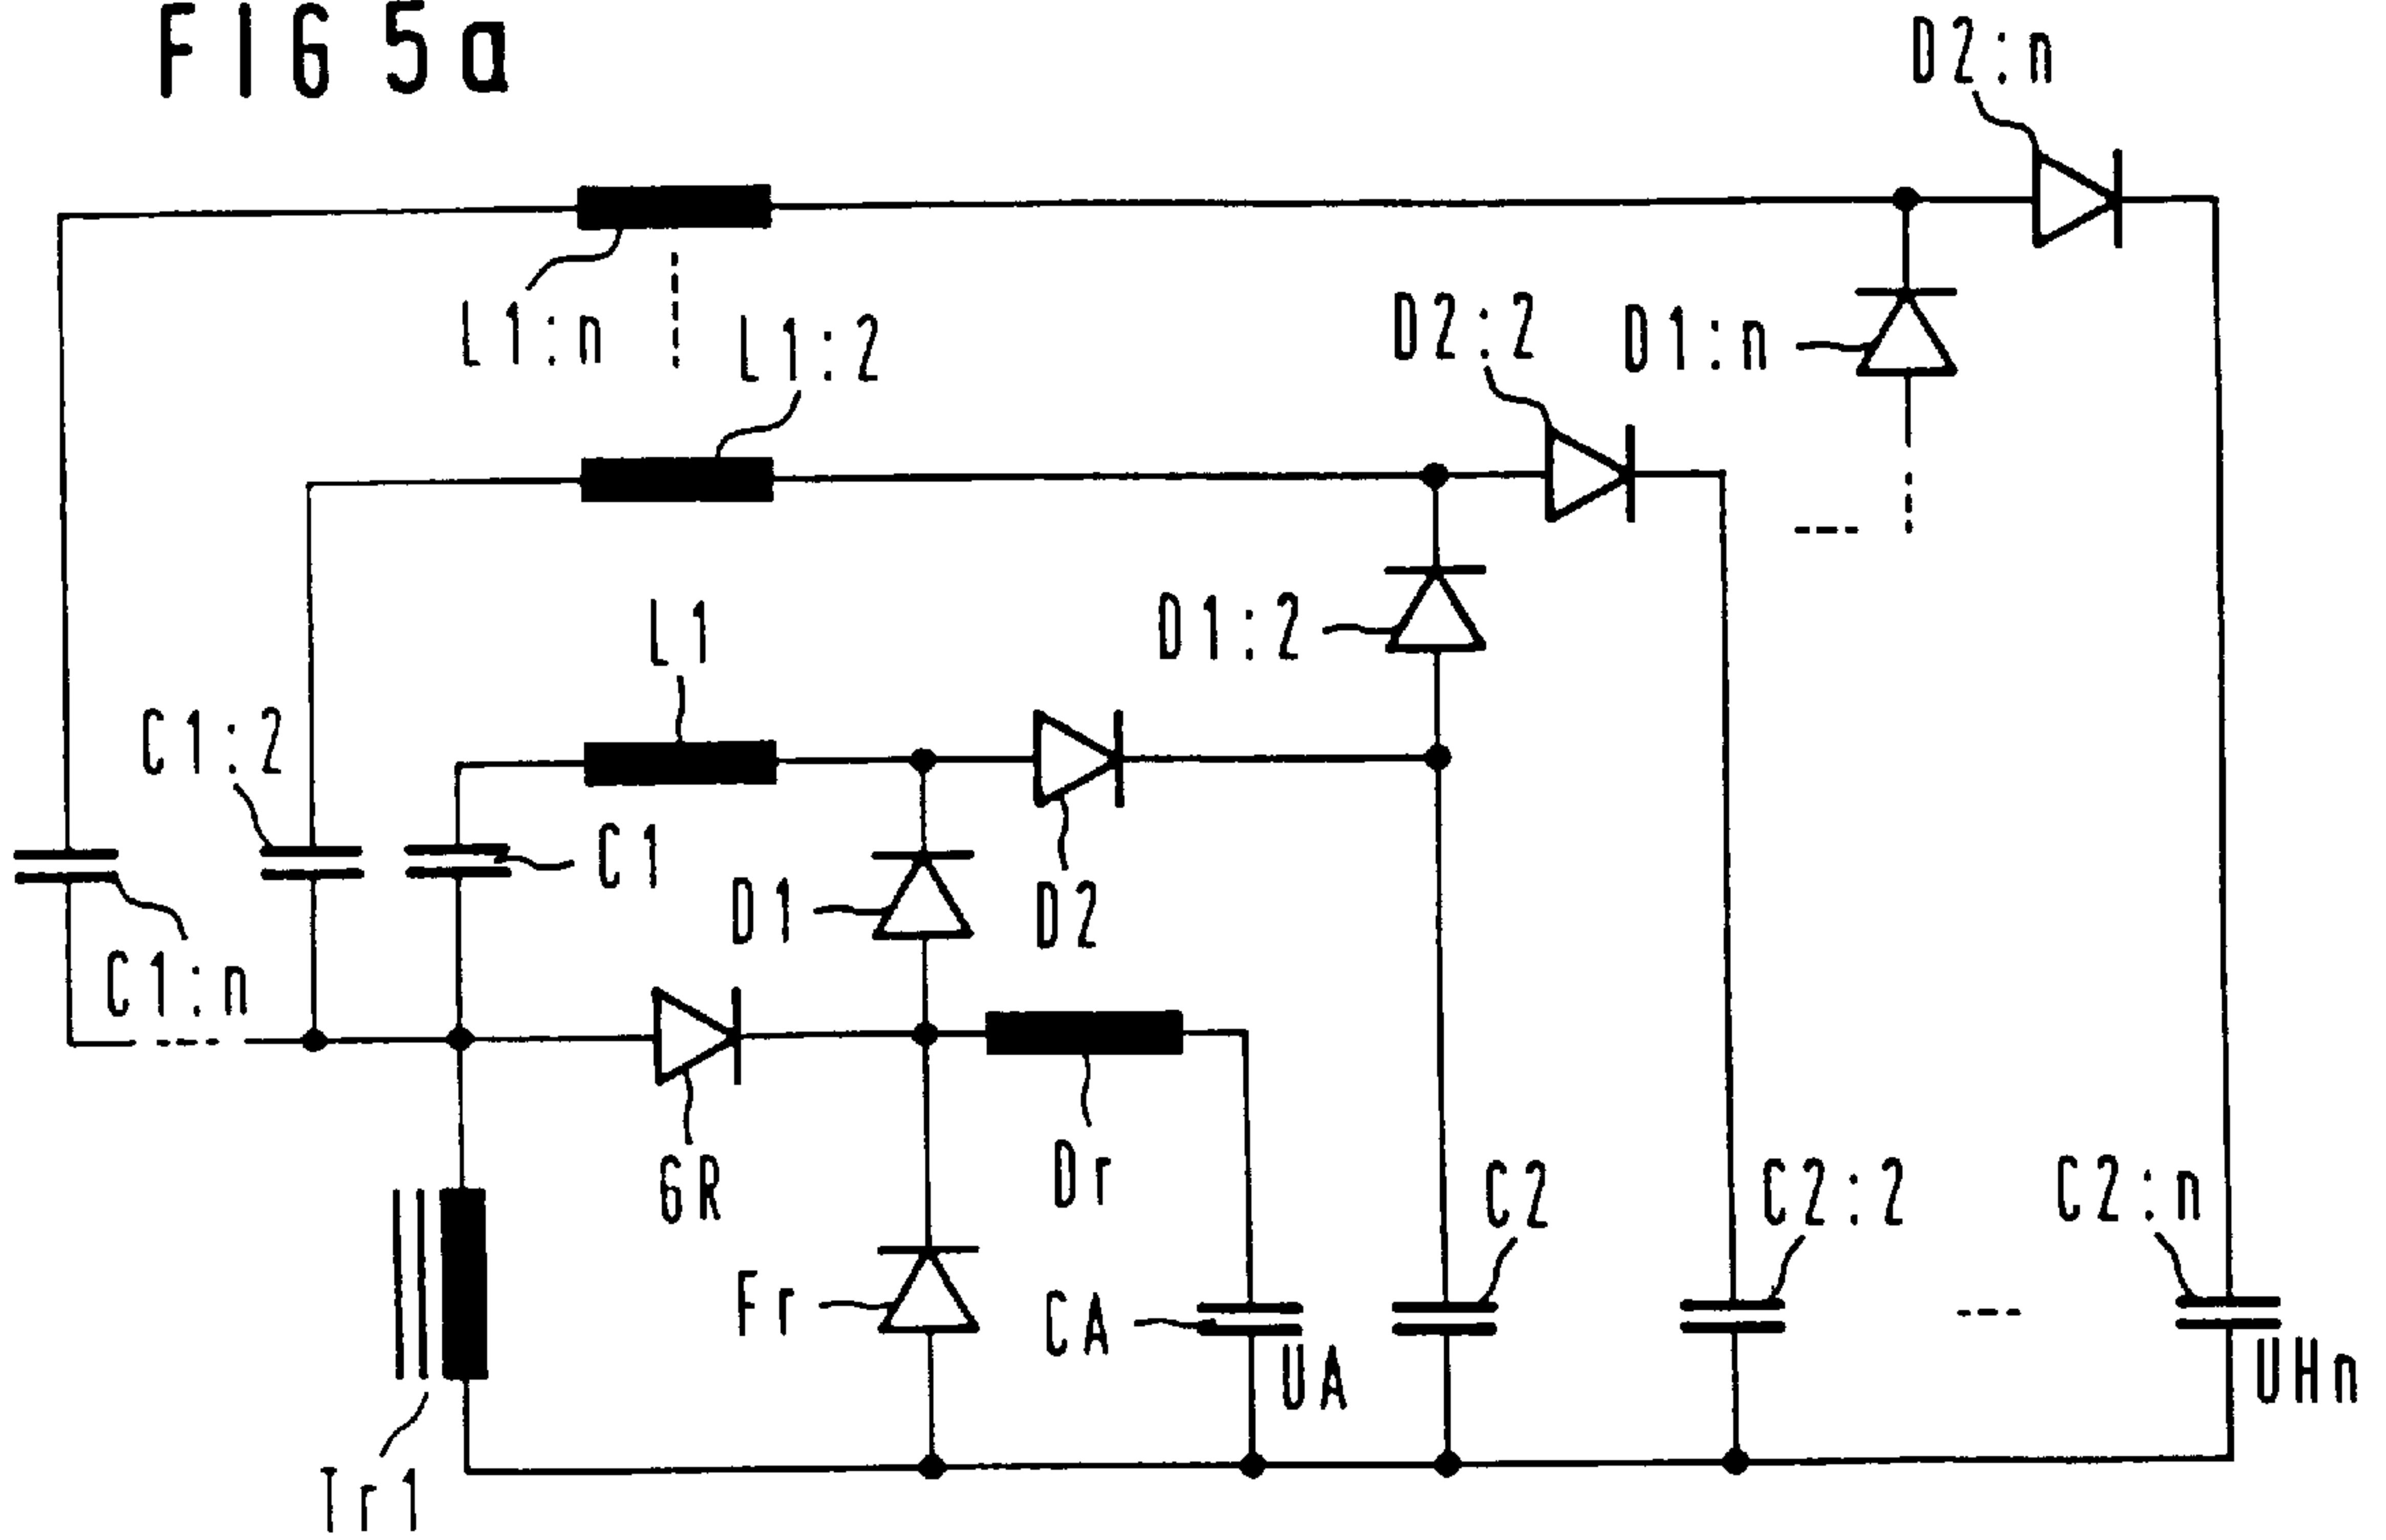 FIG 5a
D2:n
L1:n
L1:2
D2:2
D1:n
L1
D1:2
C1:2
C1
D1
D2
C1:n
GR
Dr
C2
C2:2
C2:n
Fr
CA
UA
UHn
Tr1